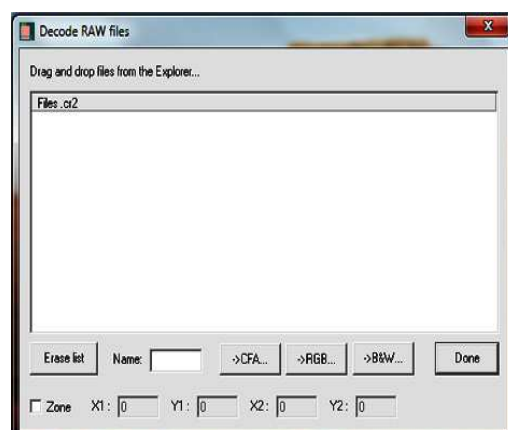 Decode RAW files
X
Drag and drop files from the Explorer...
Files .cr2
Erase list Name: ->CFA... ->RGB... ->B&W... Done
Zone X1: 0 Y1: 0 X2: 0 Y2: 0